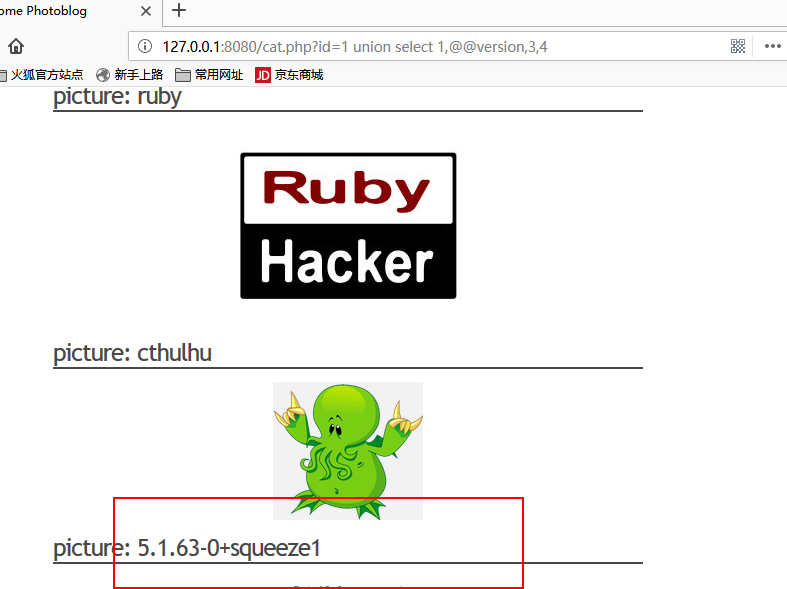 ome Photoblog
127.0.0.1:8080/cat.php?id=1 union select 1,@@version,3,4
火狐官方站点 新手上路 常用网址 JD 京东商城
picture: ruby
Ruby
Hacker
picture: cthulhu
picture: 5.1.63-0+squeeze1